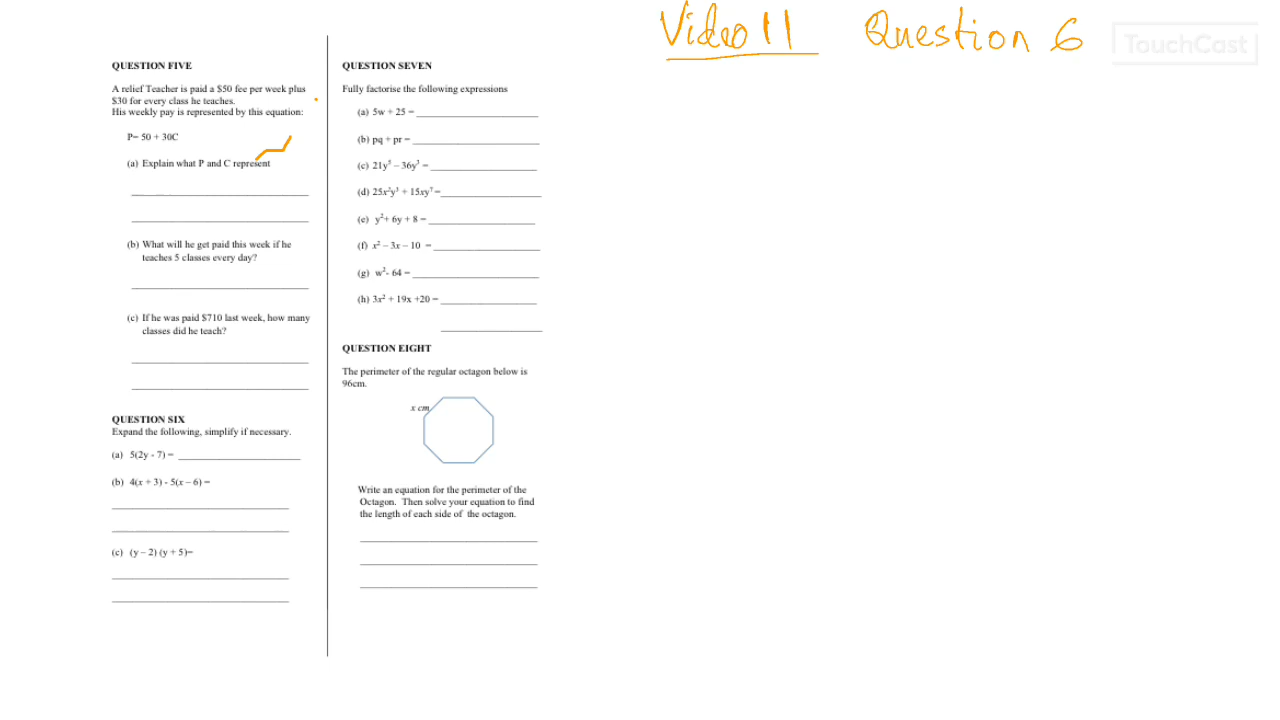 Video 11 Question 6
TouchCast
QUESTION FIVE
A relief Teacher is paid a $50 fee per week plus
$30 for every class he teaches.
His weekly pay is represented by this equation:
P= 50 + 30C
(a) Explain what P and C represent
(b) What will he get paid this week if he
teaches 5 classes every day?
(c) If he was paid $710 last week, how many
classes did he teach?
QUESTION SIX
Expand the following, simplify if necessary.
(a) 5(2y - 7) = 
(b) 4(x + 3) - 5(x – 6) =
(c) (y – 2) (y + 5)=
QUESTION SEVEN
Fully factorise the following expressions
(a) 5w + 25 =
(b) pq + pr =
(c) 21y⁵ – 36y³ =
(d) 25x²y³ + 15xy⁷ =
(e) y²+ 6y + 8 =
(f) x² – 3x – 10 =
(g) w²- 64 =
(h) 3x² + 19x +20 =
QUESTION EIGHT
The perimeter of the regular octagon below is
96cm.
x cm
Write an equation for the perimeter of the
Octagon. Then solve your equation to find
the length of each side of the octagon.